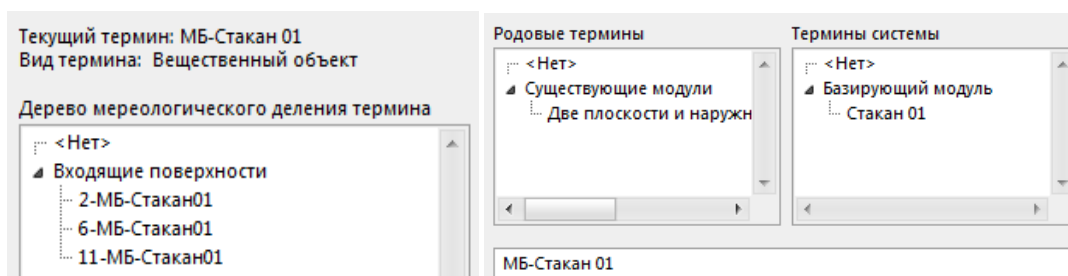 Текущий термин: МБ-Стакан 01
Вид термина: Вещественный объект
Дерево мереологического деления термина
<Нет>
Входящие поверхности
2-МБ-Стакан01
6-МБ-Стакан01
11-МБ-Стакан01
Родовые термины
<Нет>
Существующие модули
Две плоскости и наружн
Термины системы
<Нет>
Базирующий модуль
Стакан 01
МБ-Стакан 01